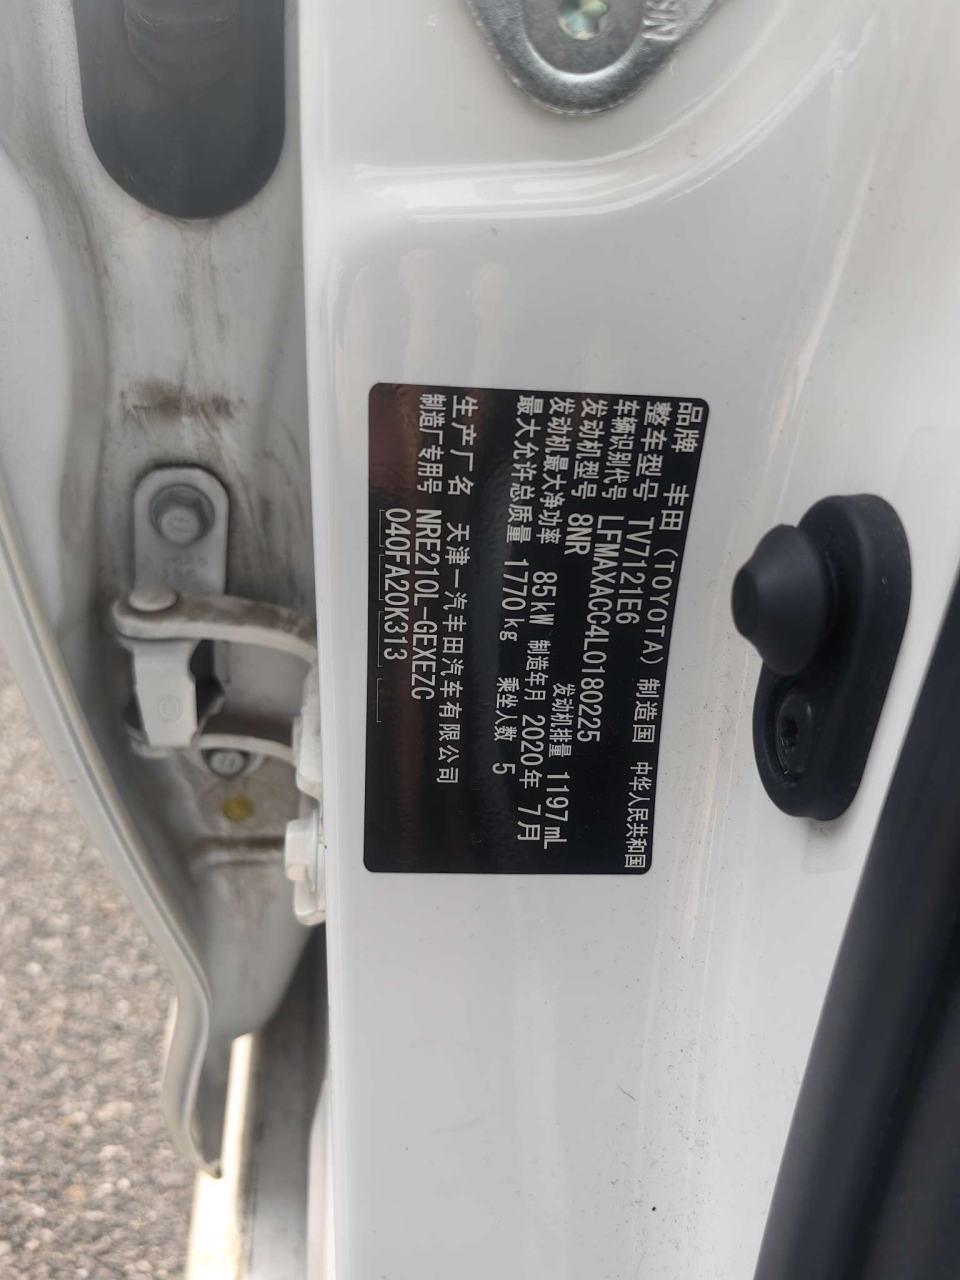 品牌 丰田（TOYOTA） 制造国 中华人民共和国
整车型号 TV7121E6
车辆识别代号 LFMAXACC4L0180225
发动机型号 8NR 发动机排量 1197mL
发动机最大净功率 85kW 制造年月 2020年 7月
最大允许总质量 1770kg 乘坐人数 5
生产厂名 天津一汽丰田汽车有限公司
制造厂专用号 NRE210L-GEXEZC
040FA20K313